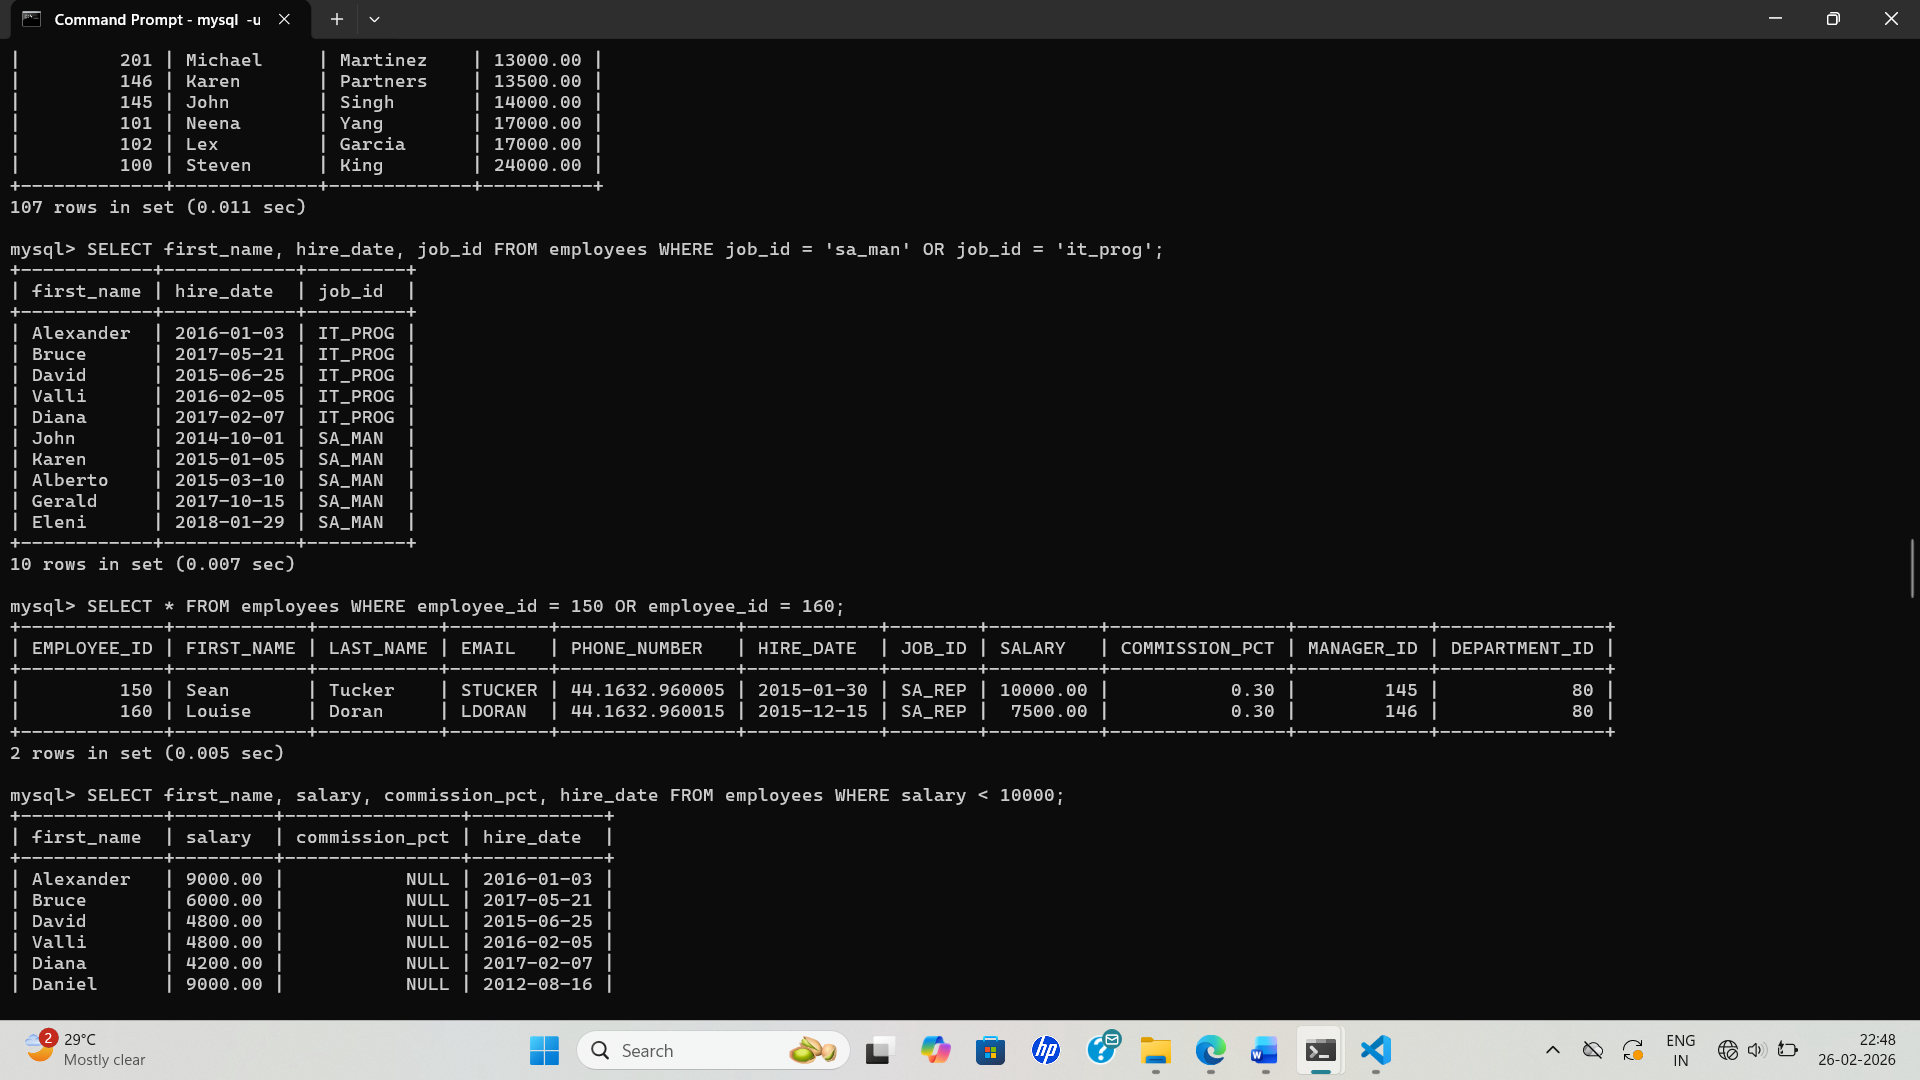 Command Prompt - mysql -u
|         201 | Michael     | Martinez    | 13000.00 |
|         146 | Karen       | Partners    | 13500.00 |
|         145 | John        | Singh       | 14000.00 |
|         101 | Neena       | Yang        | 17000.00 |
|         102 | Lex         | Garcia      | 17000.00 |
|         100 | Steven      | King        | 24000.00 |
+-------------+-------------+-------------+----------+
107 rows in set (0.011 sec)
mysql> SELECT first_name, hire_date, job_id FROM employees WHERE job_id = 'sa_man' OR job_id = 'it_prog';
+------------+------------+---------+
| first_name | hire_date  | job_id  |
+------------+------------+---------+
| Alexander  | 2016-01-03 | IT_PROG |
| Bruce      | 2017-05-21 | IT_PROG |
| David      | 2015-06-25 | IT_PROG |
| Valli      | 2016-02-05 | IT_PROG |
| Diana      | 2017-02-07 | IT_PROG |
| John       | 2014-10-01 | SA_MAN  |
| Karen      | 2015-01-05 | SA_MAN  |
| Alberto    | 2015-03-10 | SA_MAN  |
| Gerald     | 2017-10-15 | SA_MAN  |
| Eleni      | 2018-01-29 | SA_MAN  |
+------------+------------+---------+
10 rows in set (0.007 sec)
mysql> SELECT * FROM employees WHERE employee_id = 150 OR employee_id = 160;
+-------------+------------+-----------+---------+----------------+------------+--------+----------+----------------+------------+---------------+
| EMPLOYEE_ID | FIRST_NAME | LAST_NAME | EMAIL   | PHONE_NUMBER   | HIRE_DATE  | JOB_ID | SALARY   | COMMISSION_PCT | MANAGER_ID | DEPARTMENT_ID |
+-------------+------------+-----------+---------+----------------+------------+--------+----------+----------------+------------+---------------+
|         150 | Sean       | Tucker    | STUCKER | 44.1632.960005 | 2015-01-30 | SA_REP | 10000.00 |           0.30 |        145 |            80 |
|         160 | Louise     | Doran     | LDORAN  | 44.1632.960015 | 2015-12-15 | SA_REP |  7500.00 |           0.30 |        146 |            80 |
+-------------+------------+-----------+---------+----------------+------------+--------+----------+----------------+------------+---------------+
2 rows in set (0.005 sec)
mysql> SELECT first_name, salary, commission_pct, hire_date FROM employees WHERE salary < 10000;
+-------------+---------+----------------+------------+
| first_name  | salary  | commission_pct | hire_date  |
+-------------+---------+----------------+------------+
| Alexander   | 9000.00 |           NULL | 2016-01-03 |
| Bruce       | 6000.00 |           NULL | 2017-05-21 |
| David       | 4800.00 |           NULL | 2015-06-25 |
| Valli       | 4800.00 |           NULL | 2016-02-05 |
| Diana       | 4200.00 |           NULL | 2017-02-07 |
| Daniel      | 9000.00 |           NULL | 2012-08-16 |
2
29°C
Mostly clear
Search
hp
W
ENG
IN
22:48
26-02-2026